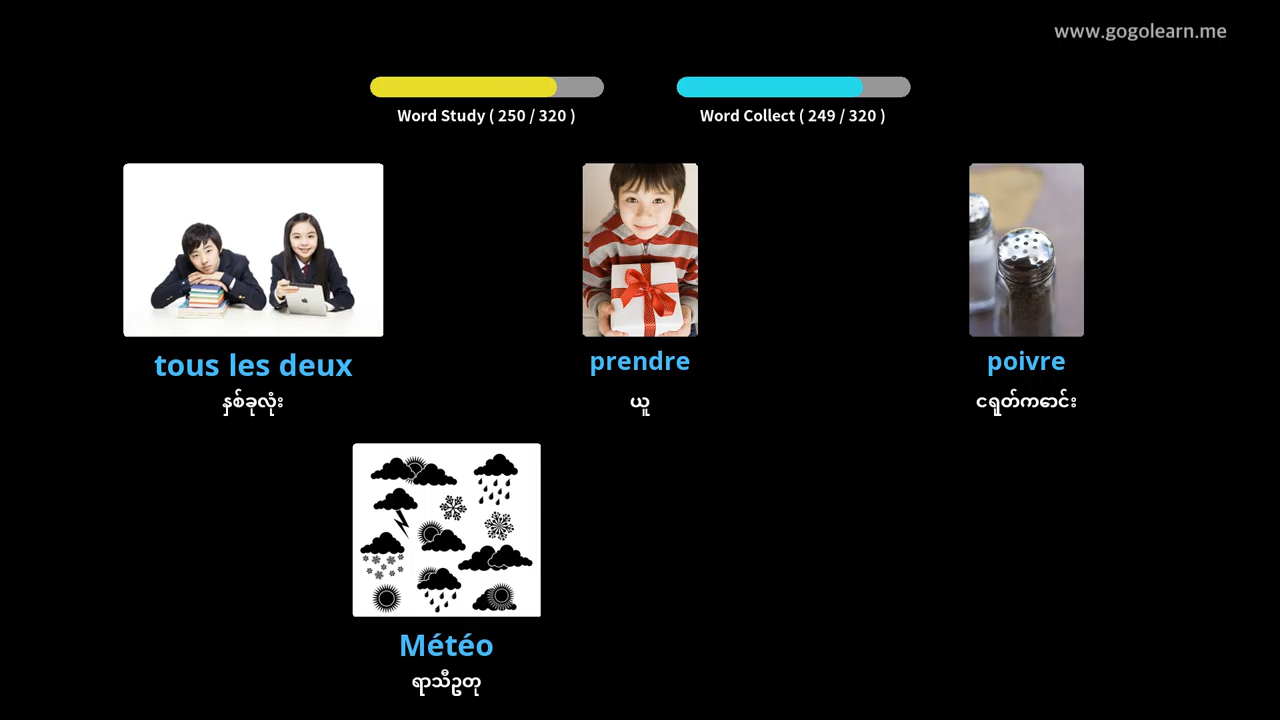 www.gogolearn.me
Word Study ( 250 / 320 )
Word Collect ( 249 / 320 )
tous les deux
နှစ်ခုလုံး
prendre
ယူ
poivre
ငရုတ်ကောင်း
Météo
ရာသီဥတု